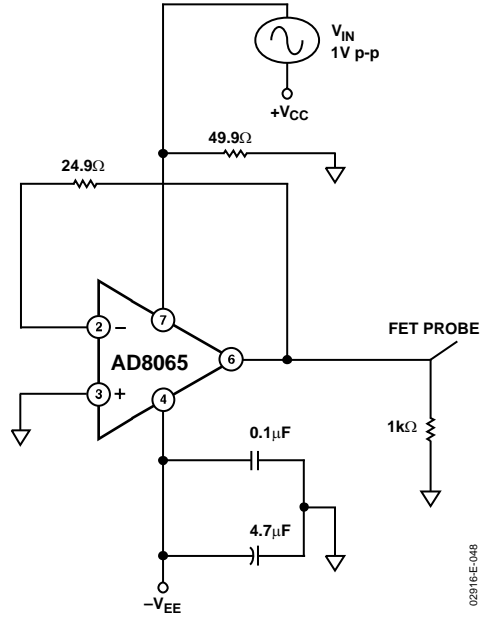 V_IN
1V p-p
+V_CC
49.9Ω
24.9Ω
2
−
7
FET PROBE
AD8065
6
3
+
4
1kΩ
0.1μF
4.7μF
−V_EE
02916-E-048